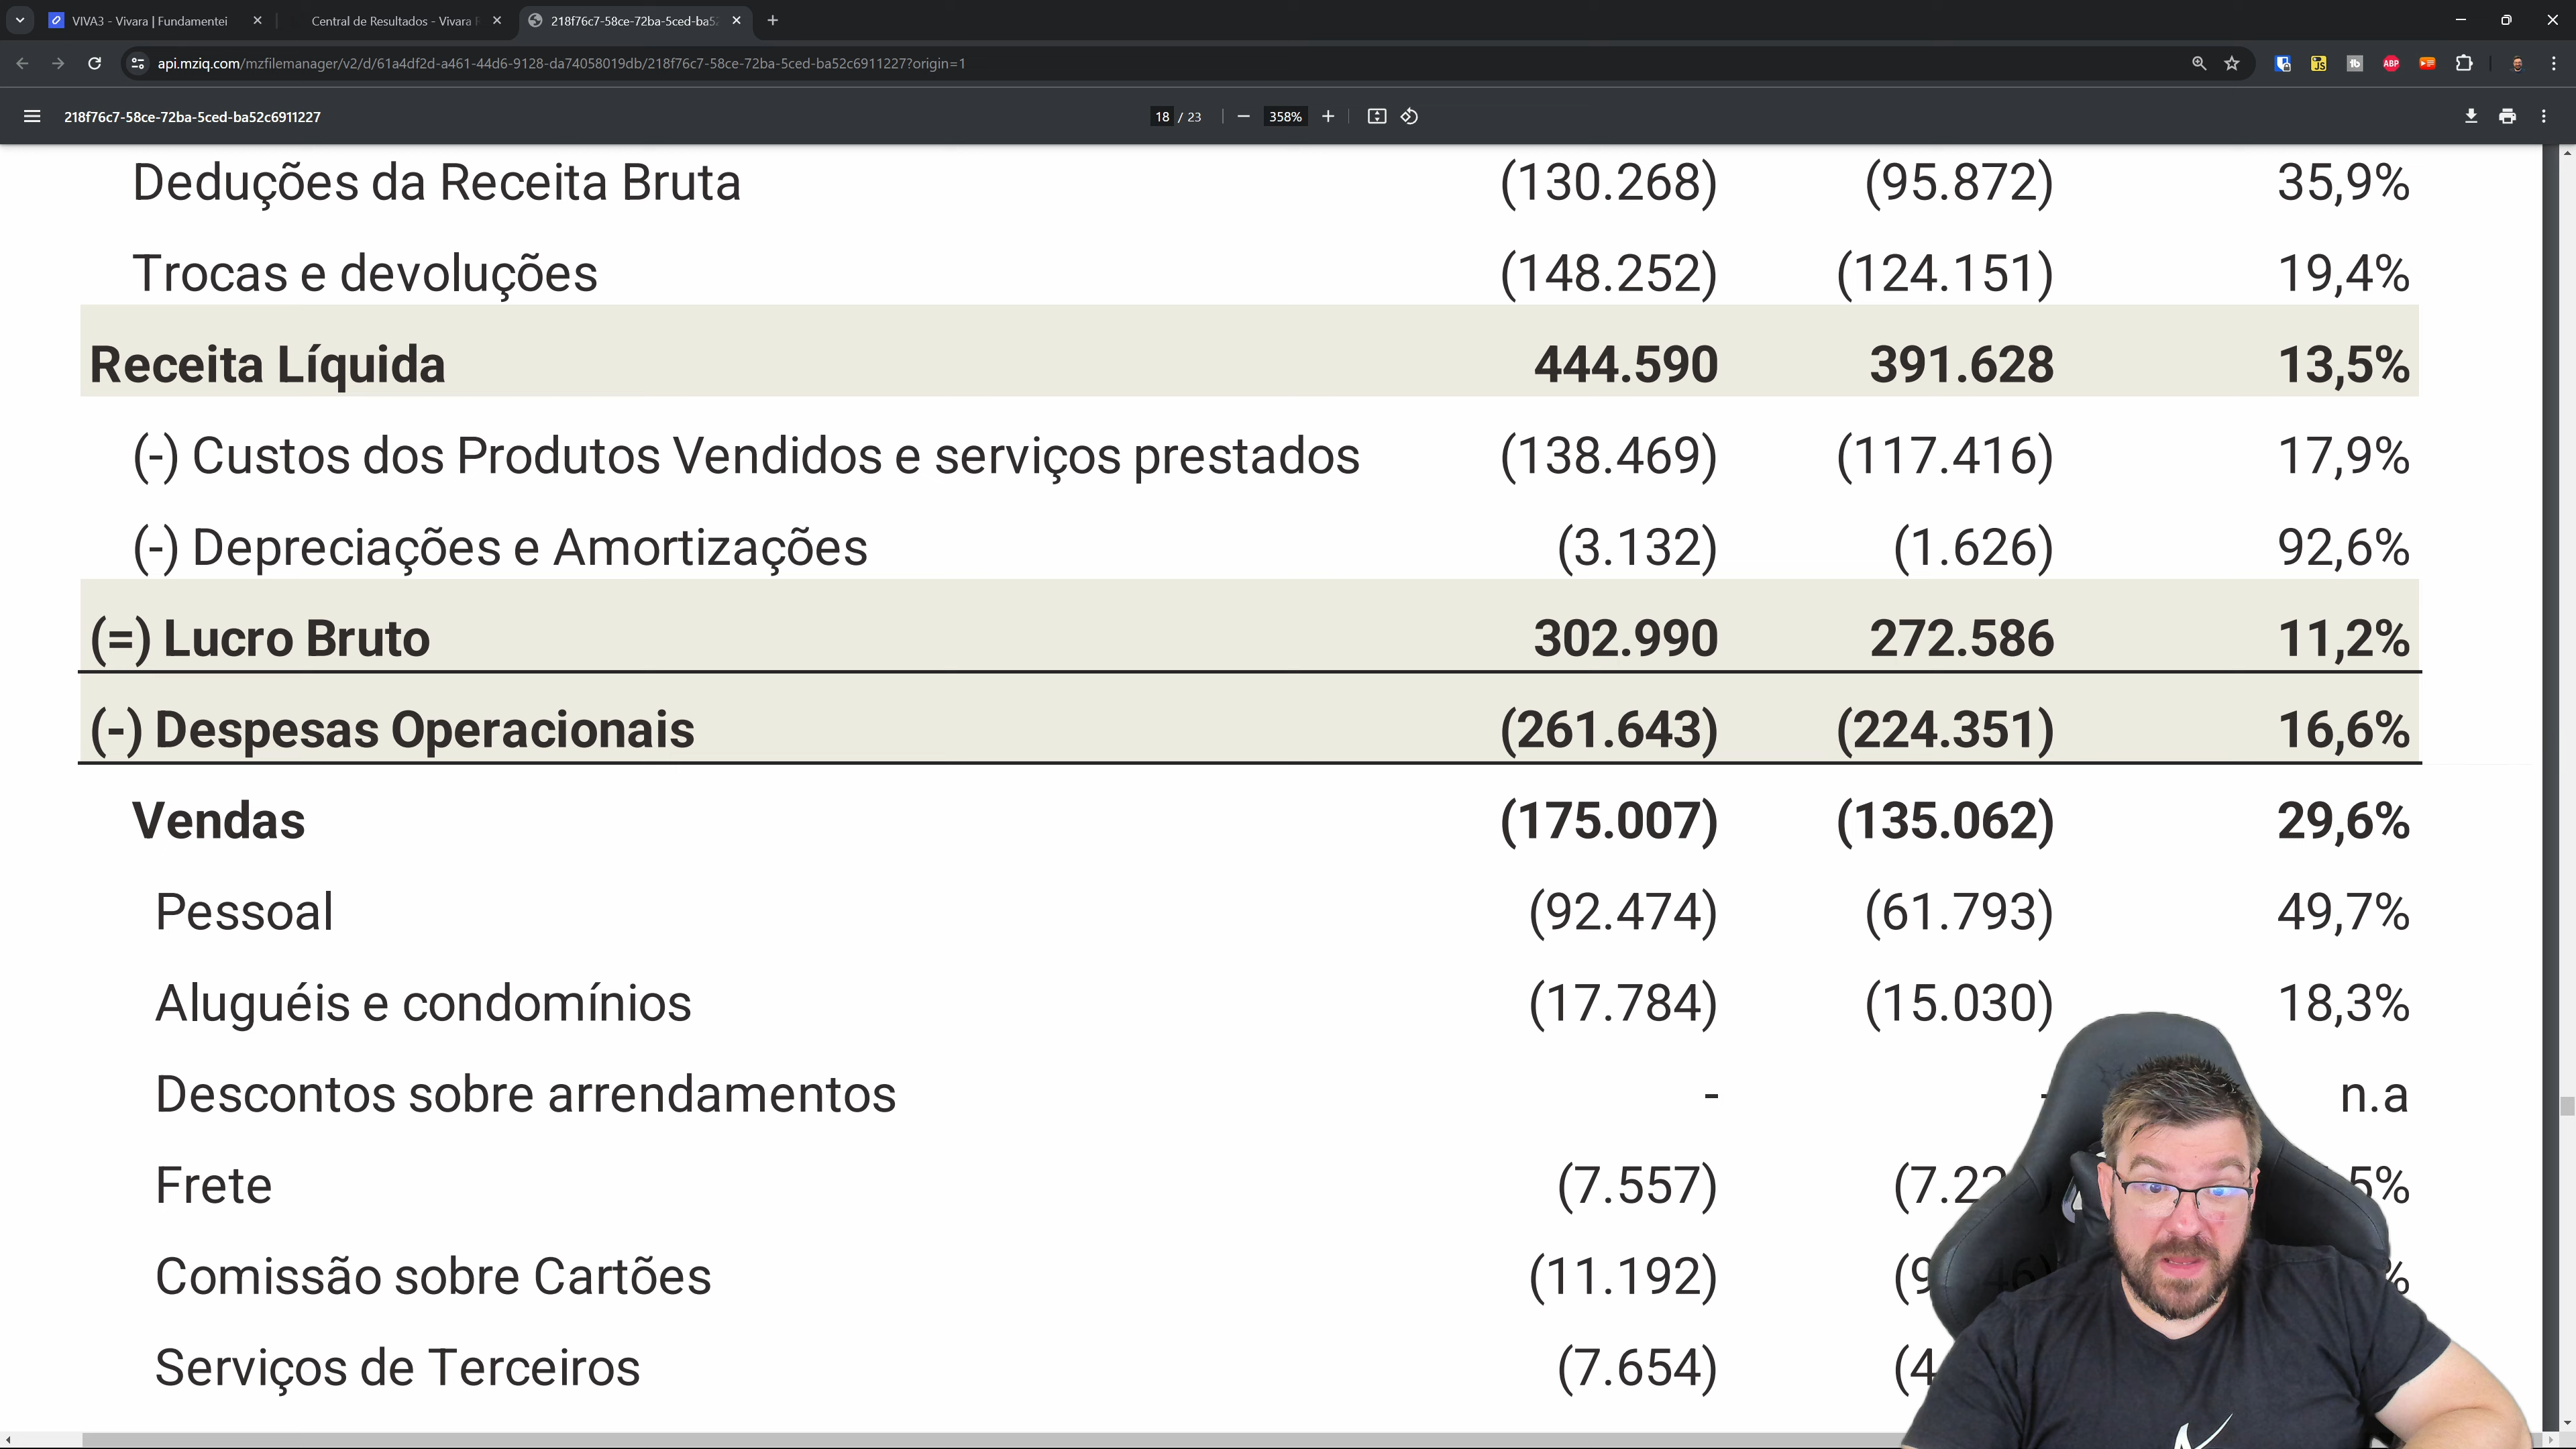 VIVA3 - Vivara | Fundamentei
Central de Resultados - Vivara
218f76c7-58ce-72ba-5ced-ba52
api.mziq.com/mzfilemanager/v2/d/61a4df2d-a461-44d6-9128-da74058019db/218f76c7-58ce-72ba-5ced-ba52c6911227?origin=1
218f76c7-58ce-72ba-5ced-ba52c6911227 18 / 23 358%
Deduções da Receita Bruta (130.268) (95.872) 35,9%
Trocas e devoluções (148.252) (124.151) 19,4%
Receita Líquida 444.590 391.628 13,5%
(-) Custos dos Produtos Vendidos e serviços prestados (138.469) (117.416) 17,9%
(-) Depreciações e Amortizações (3.132) (1.626) 92,6%
(=) Lucro Bruto 302.990 272.586 11,2%
(-) Despesas Operacionais (261.643) (224.351) 16,6%
Vendas (175.007) (135.062) 29,6%
Pessoal (92.474) (61.793) 49,7%
Aluguéis e condomínios (17.784) (15.030) 18,3%
Descontos sobre arrendamentos - - n.a
Frete (7.557)
Comissão sobre Cartões (11.192)
Serviços de Terceiros (7.654)